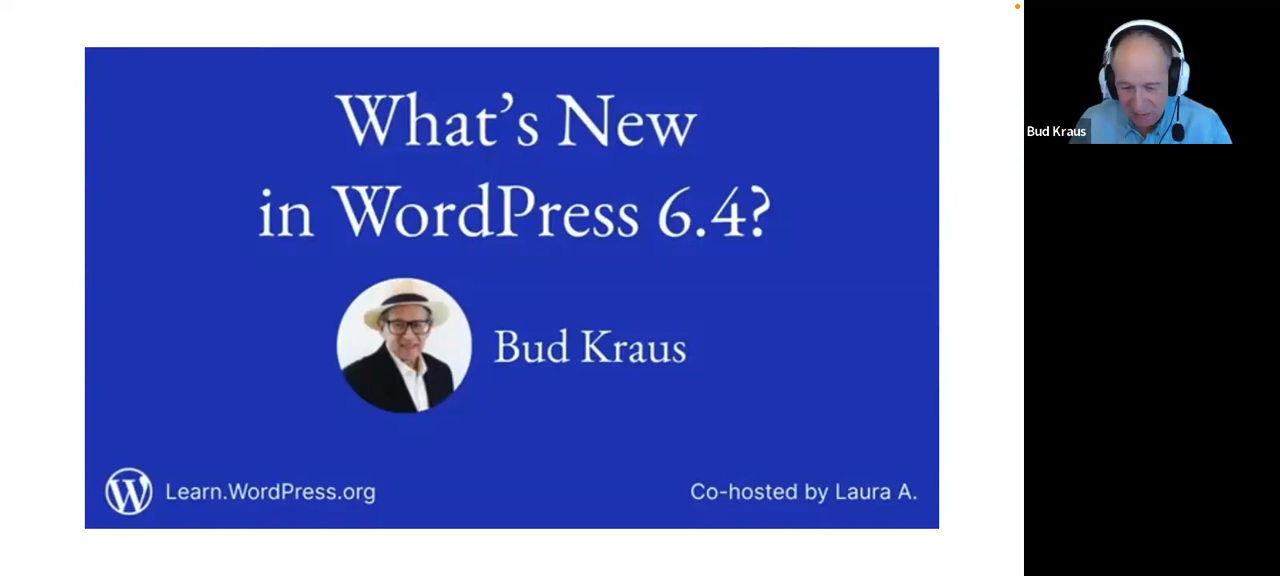 What's New
in WordPress 6.4?
Bud Kraus
Learn.WordPress.org
Co-hosted by Laura A.
Bud Kraus